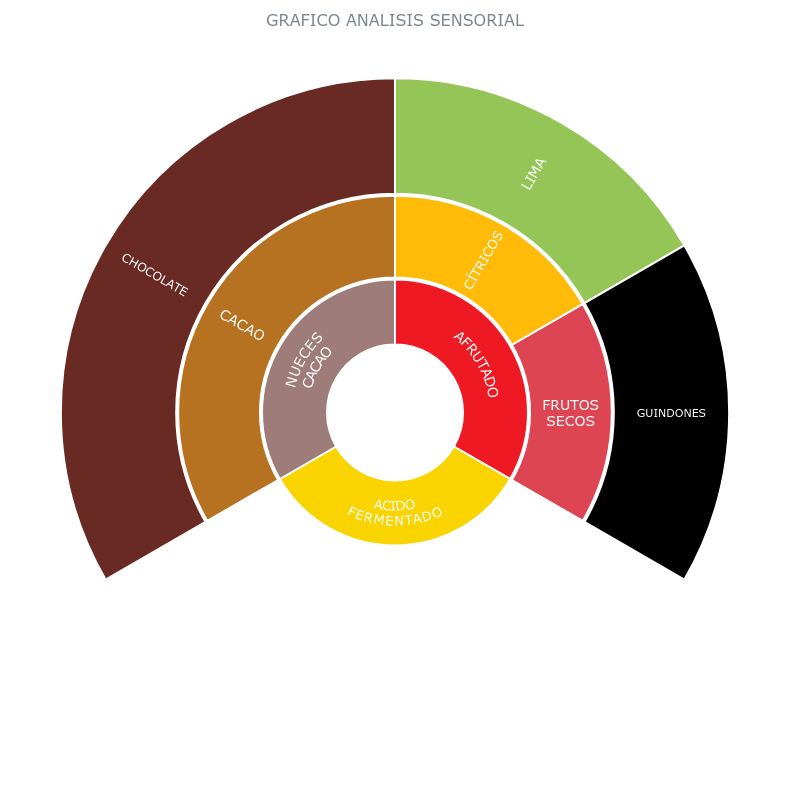 GRAFICO ANALISIS SENSORIAL
LIMA
CHOCOLATE
CÍTRICOS
CACAO
NUECES
CACAO
AFRUTADO
FRUTOS
SECOS
GUINDONES
ACIDO
FERMENTADO